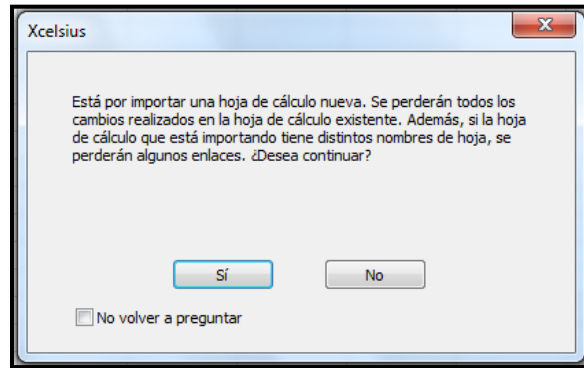 Xcelsius
Está por importar una hoja de cálculo nueva. Se perderán todos los
cambios realizados en la hoja de cálculo existente. Además, si la hoja
de cálculo que está importando tiene distintos nombres de hoja, se
perderán algunos enlaces. ¿Desea continuar?
Sí No
No volver a preguntar